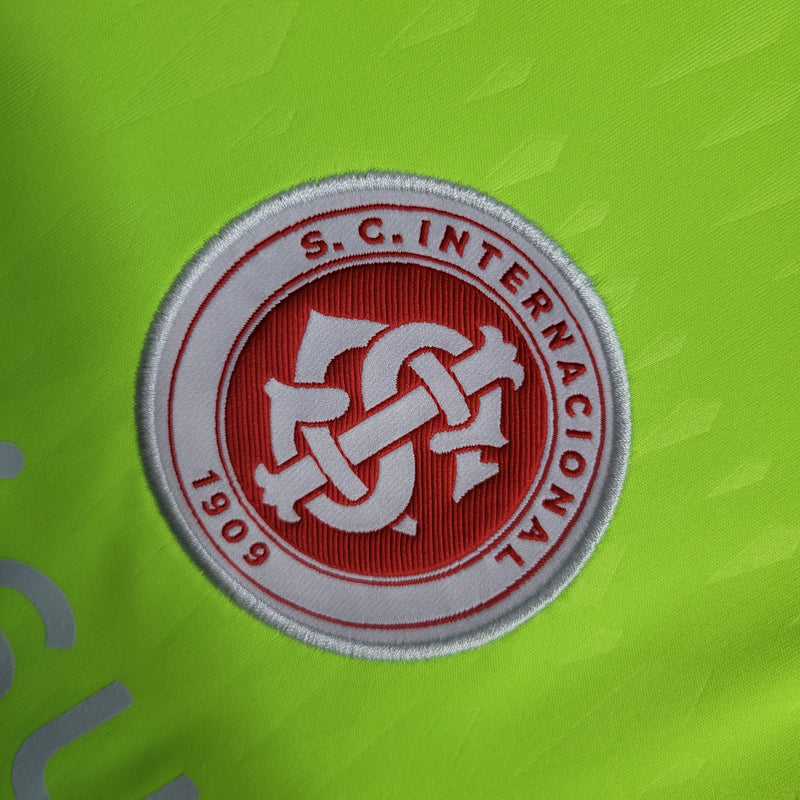 S. C. INTERNACIONAL
1909